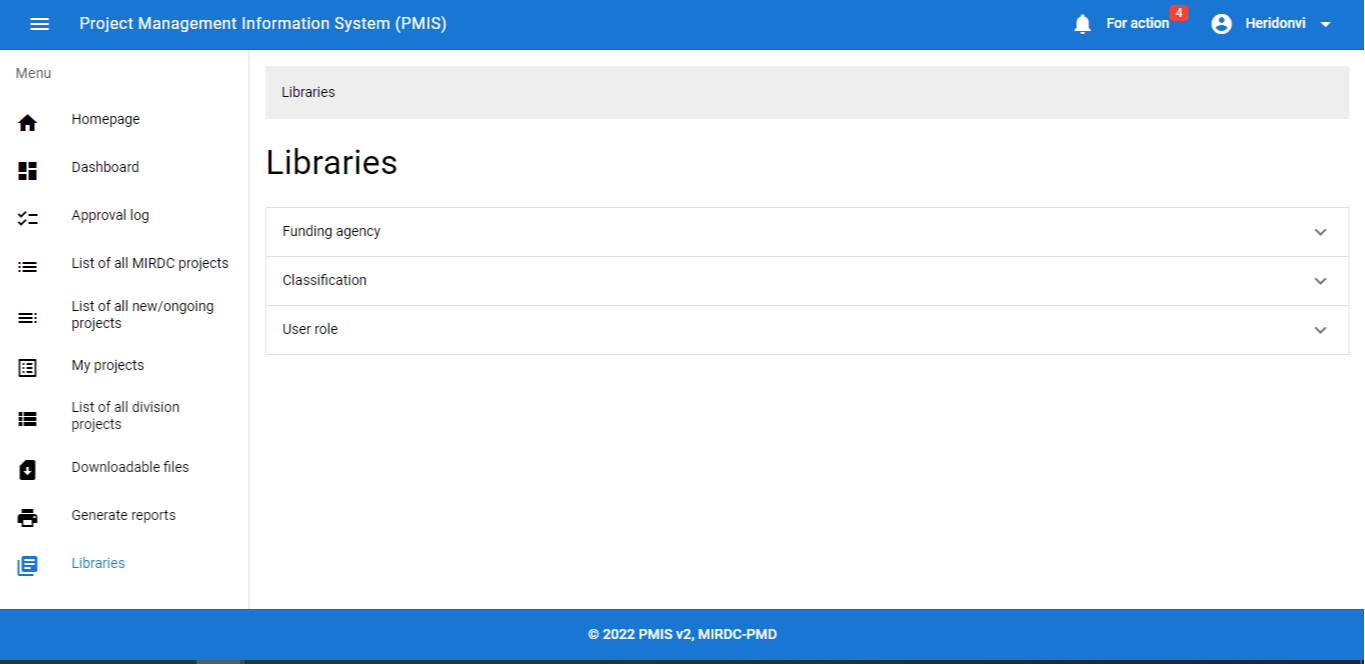 Project Management Information System (PMIS)
For action
4
Heridonvi
Menu
Homepage
Dashboard
Approval log
List of all MIRDC projects
List of all new/ongoing
projects
My projects
List of all division
projects
Downloadable files
Generate reports
Libraries
Libraries
Libraries
Funding agency
Classification
User role
© 2022 PMIS v2, MIRDC-PMD